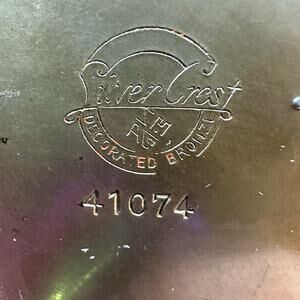 Silver Crest
DECORATED BRONZE
41074